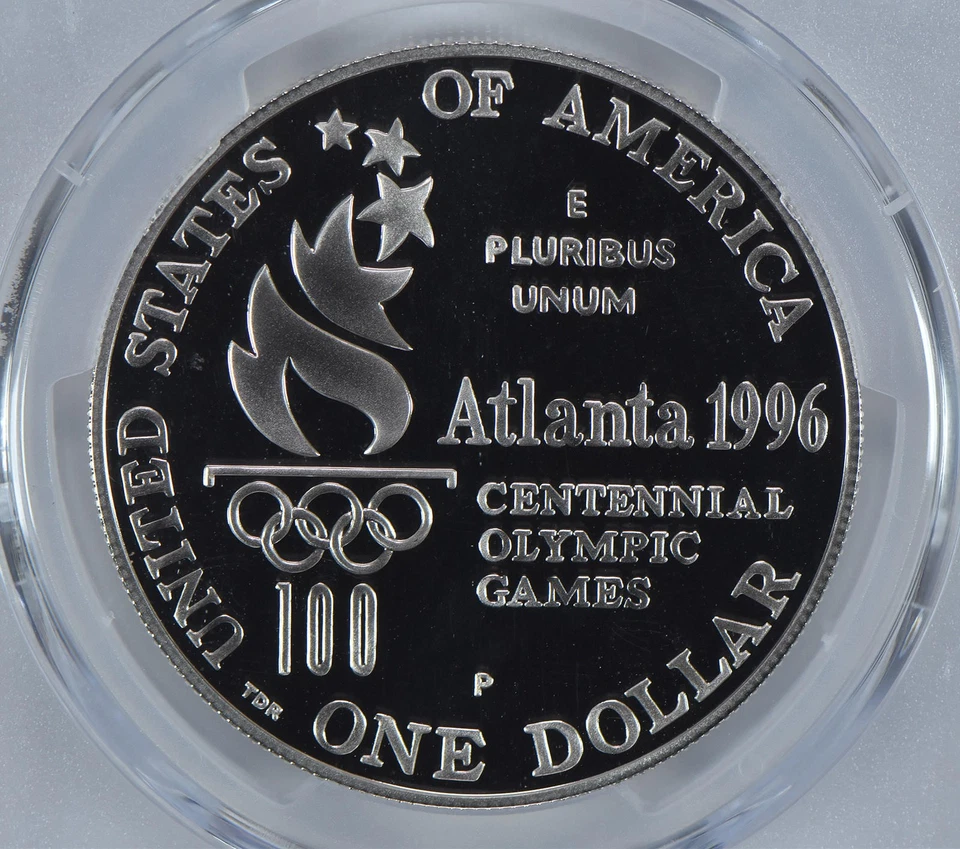 UNITED STATES OF AMERICA
E
PLURIBUS
UNUM
Atlanta 1996
CENTENNIAL
OLYMPIC
GAMES
100
P
TDR
ONE DOLLAR